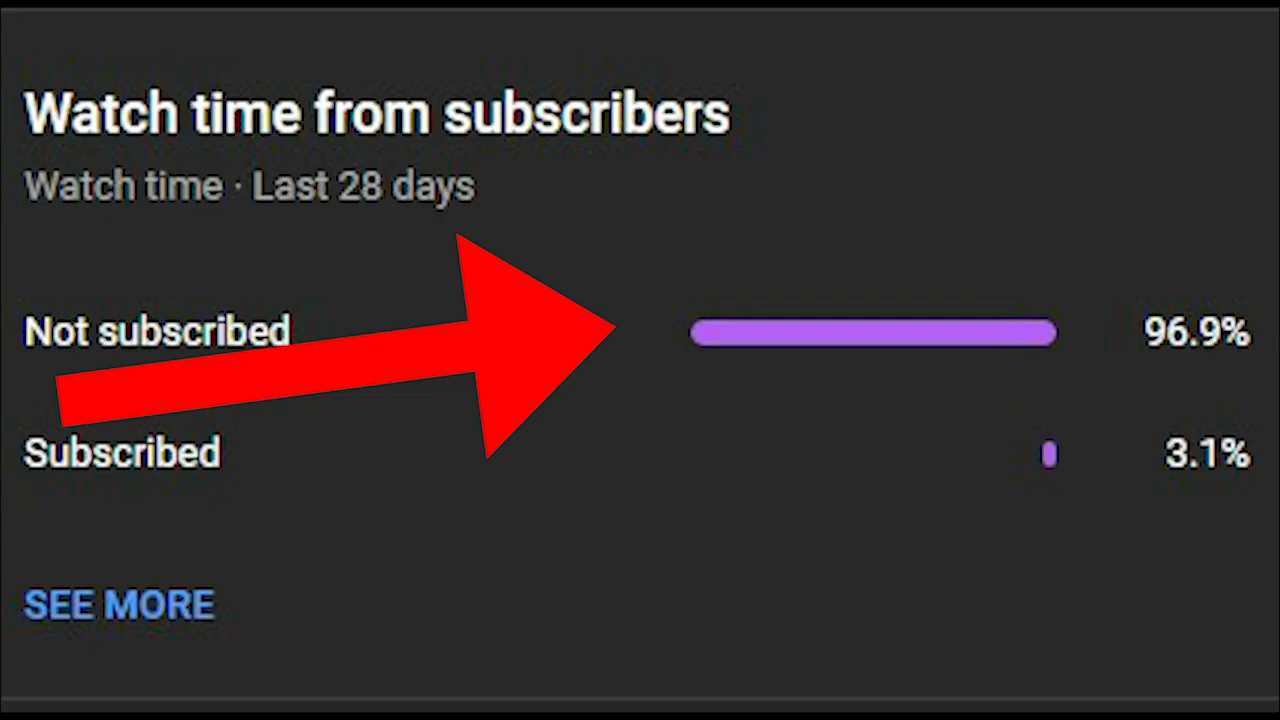 Watch time from subscribers
Watch time · Last 28 days
Not subscribed 96.9%
Subscribed 3.1%
SEE MORE